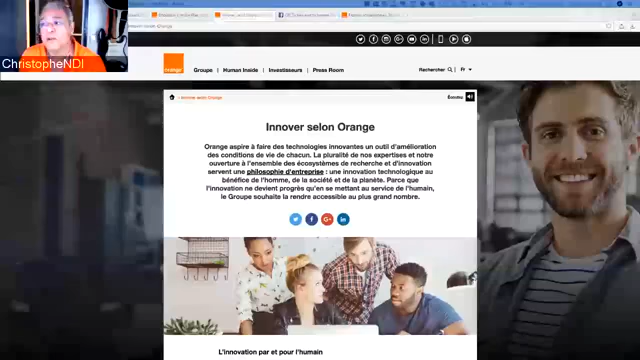 ChristopheNDI
orange
Groupe | Human Inside | Investisseurs | Press Room
Rechercher
Fr
Innover selon Orange
Écoutez
Innover selon Orange
Orange aspire à faire des technologies innovantes un outil d'amélioration
des conditions de vie de chacun. La pluralité de nos expertises et notre
ouverture à l'ensemble des écosystèmes de recherche et d'innovation
servent une philosophie d'entreprise : une innovation technologique au
bénéfice de l'homme, de la société et de la planète. Parce que
l'innovation ne devient progrès qu'en se mettant au service de l'humain,
le Groupe souhaite la rendre accessible au plus grand nombre.
L'innovation par et pour l'humain